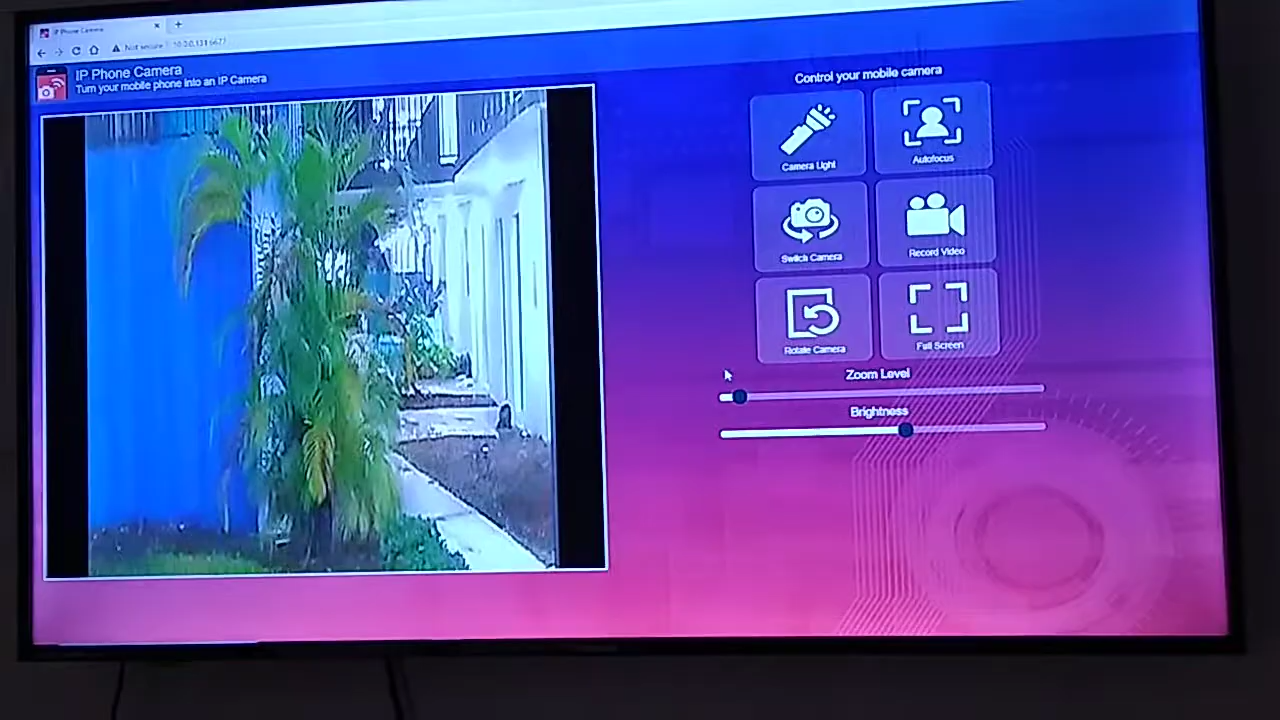 IP Phone Camera
Not secure
IP Phone Camera
Turn your mobile phone into an IP Camera
Control your mobile camera
Camera Light
Autofocus
Switch Camera
Record Video
Rotate Camera
Full Screen
Zoom Level
Brightness